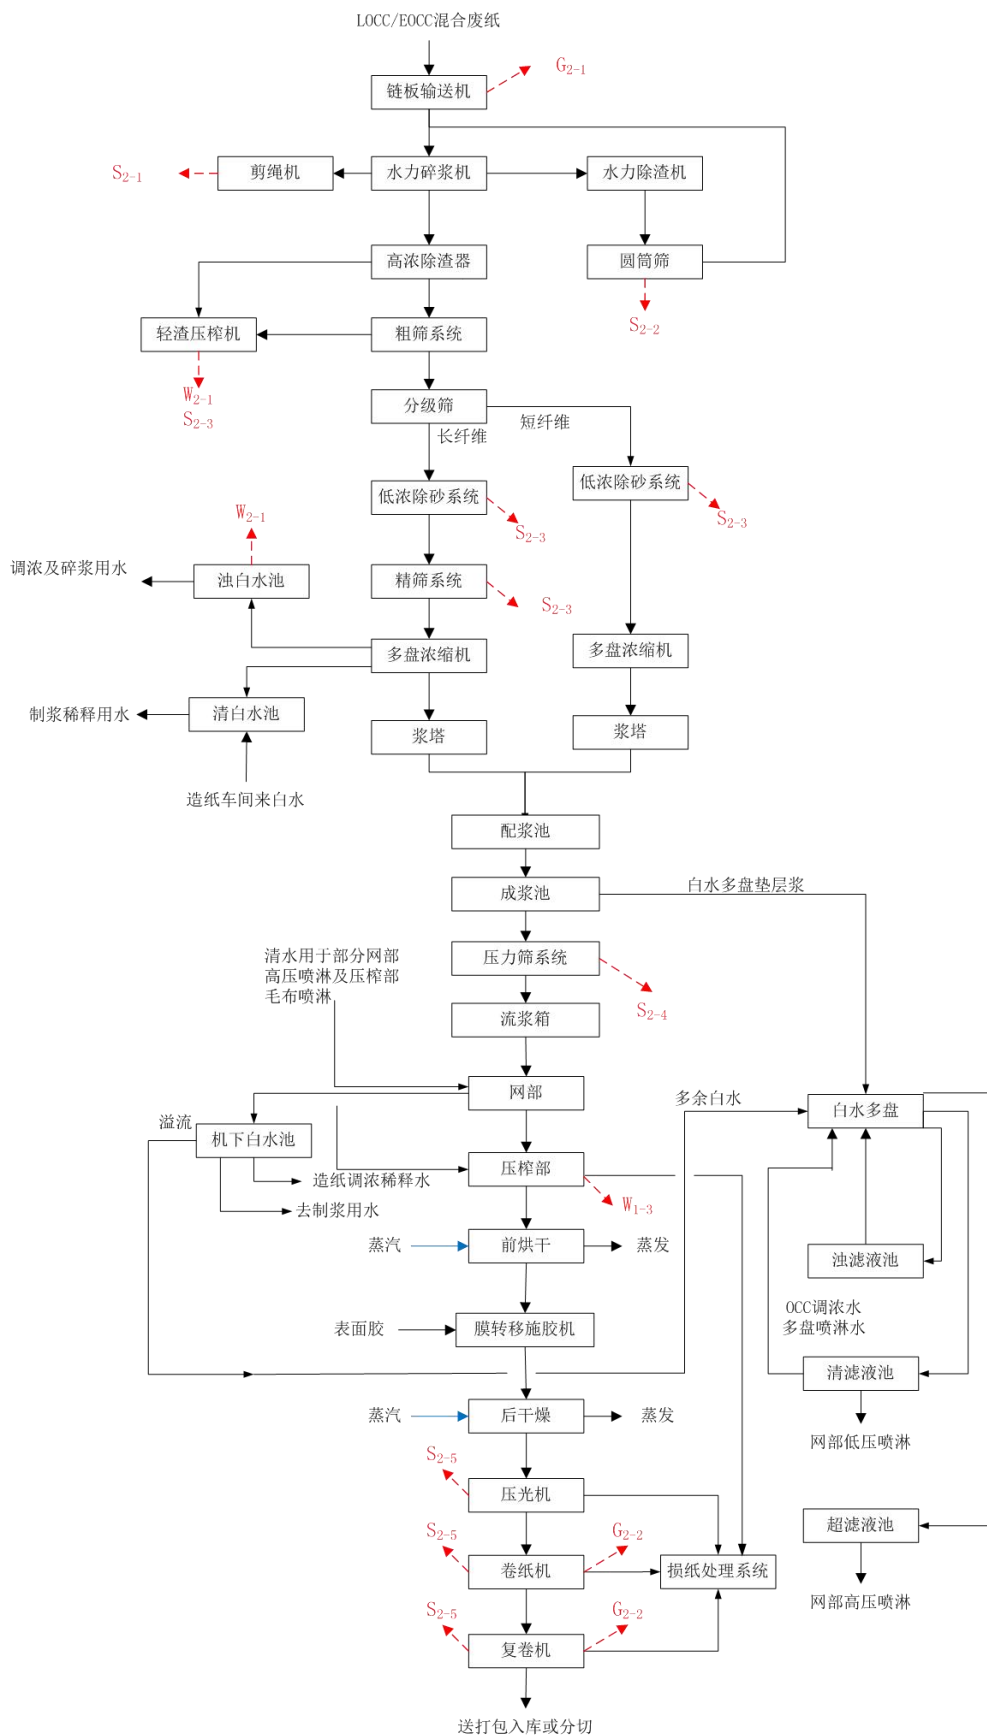 LOCC/EOCC混合废纸
G2-1
链板输送机
S2-1
剪绳机
水力碎浆机
水力除渣机
高浓除渣器
圆筒筛
S2-2
轻渣压榨机
粗筛系统
W2-1
S2-3
分级筛
短纤维
长纤维
低浓除砂系统
低浓除砂系统
W2-1
S2-3
S2-3
调浓及碎浆用水
浊白水池
精筛系统
S2-3
多盘浓缩机
多盘浓缩机
制浆稀释用水
清白水池
浆塔
浆塔
造纸车间来白水
配浆池
成浆池
白水多盘垫层浆
清水用于部分网部
高压喷淋及压榨部
毛布喷淋
压力筛系统
S2-4
流浆箱
网部
多余白水
白水多盘
溢流
机下白水池
压榨部
造纸调浓稀释水
去制浆用水
W1-3
蒸汽
前烘干
蒸发
浊滤液池
OCC调浓水
多盘喷淋水
表面胶
膜转移施胶机
清滤液池
蒸汽
后干燥
蒸发
网部低压喷淋
S2-5
压光机
超滤液池
S2-5
G2-2
卷纸机
损纸处理系统
网部高压喷淋
S2-5
G2-2
复卷机
送打包入库或分切